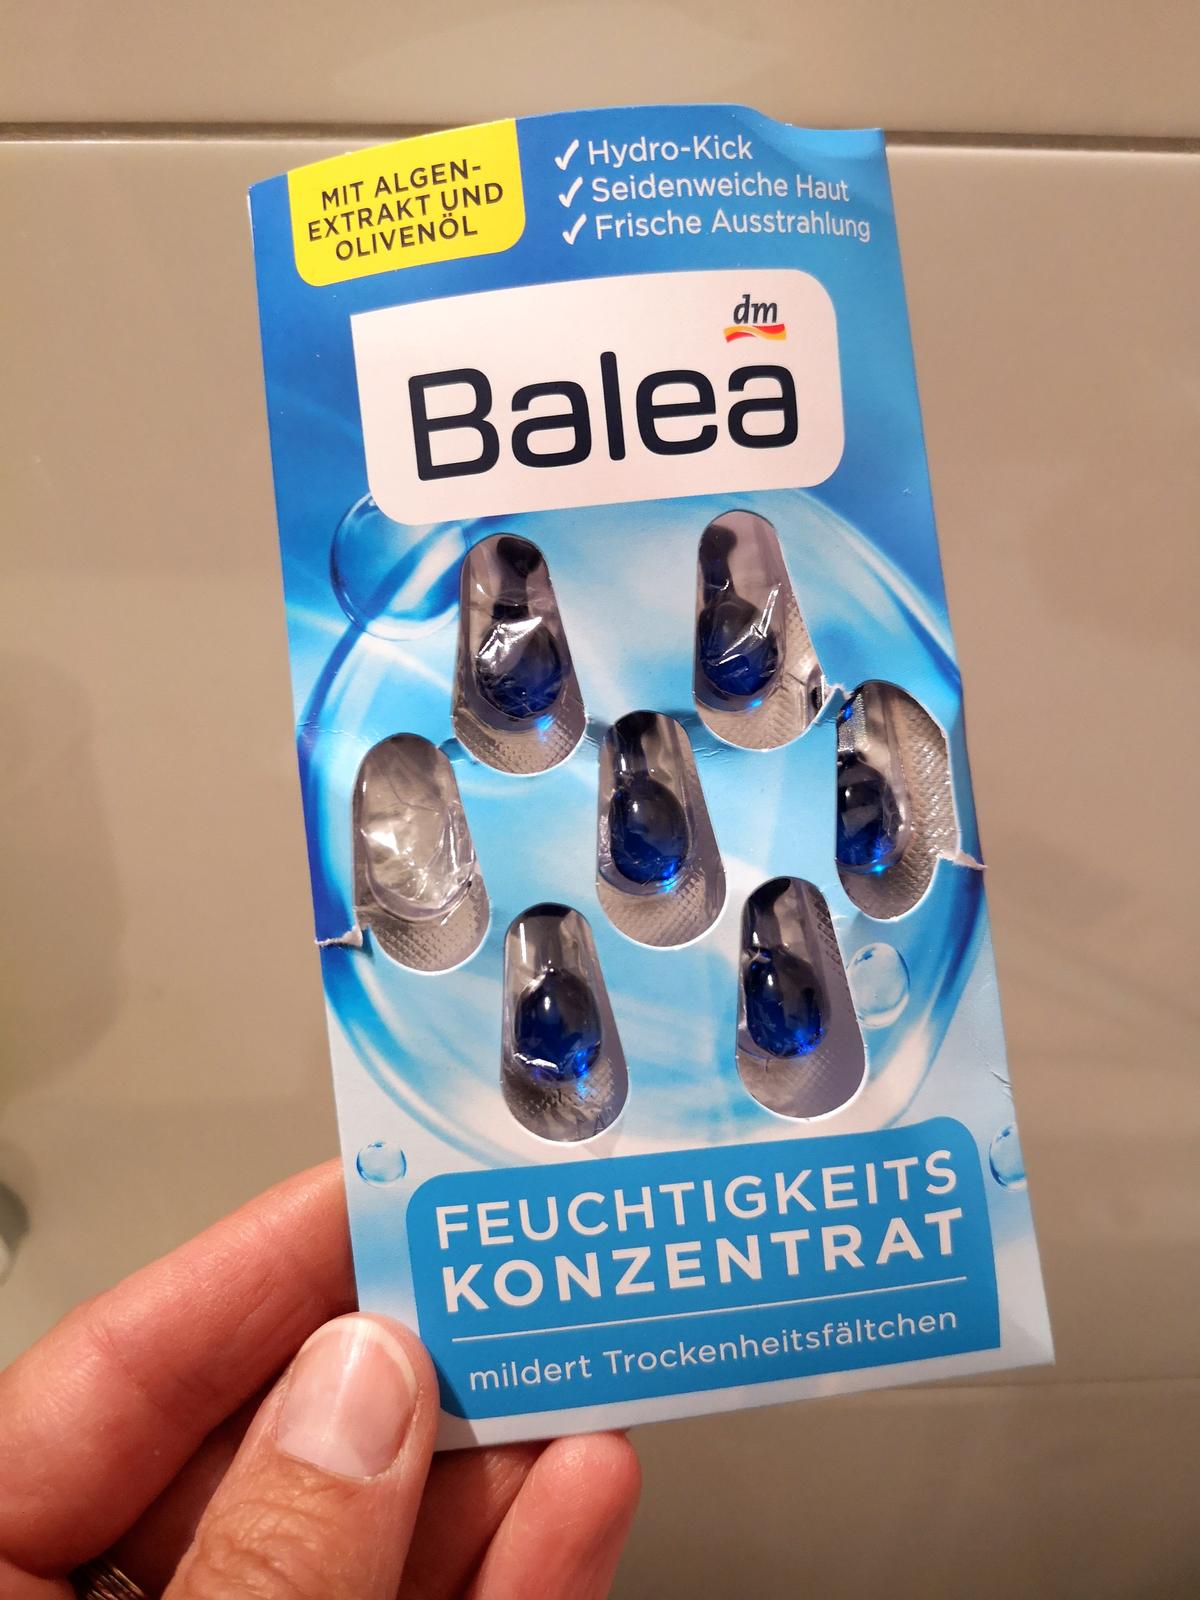 MIT ALGEN-
EXTRAKT UND
OLIVENÖL
✓ Hydro-Kick
✓ Seidenweiche Haut
✓ Frische Ausstrahlung
dm
Balea
FEUCHTIGKEITS
KONZENTRAT
mildert Trockenheitsfältchen